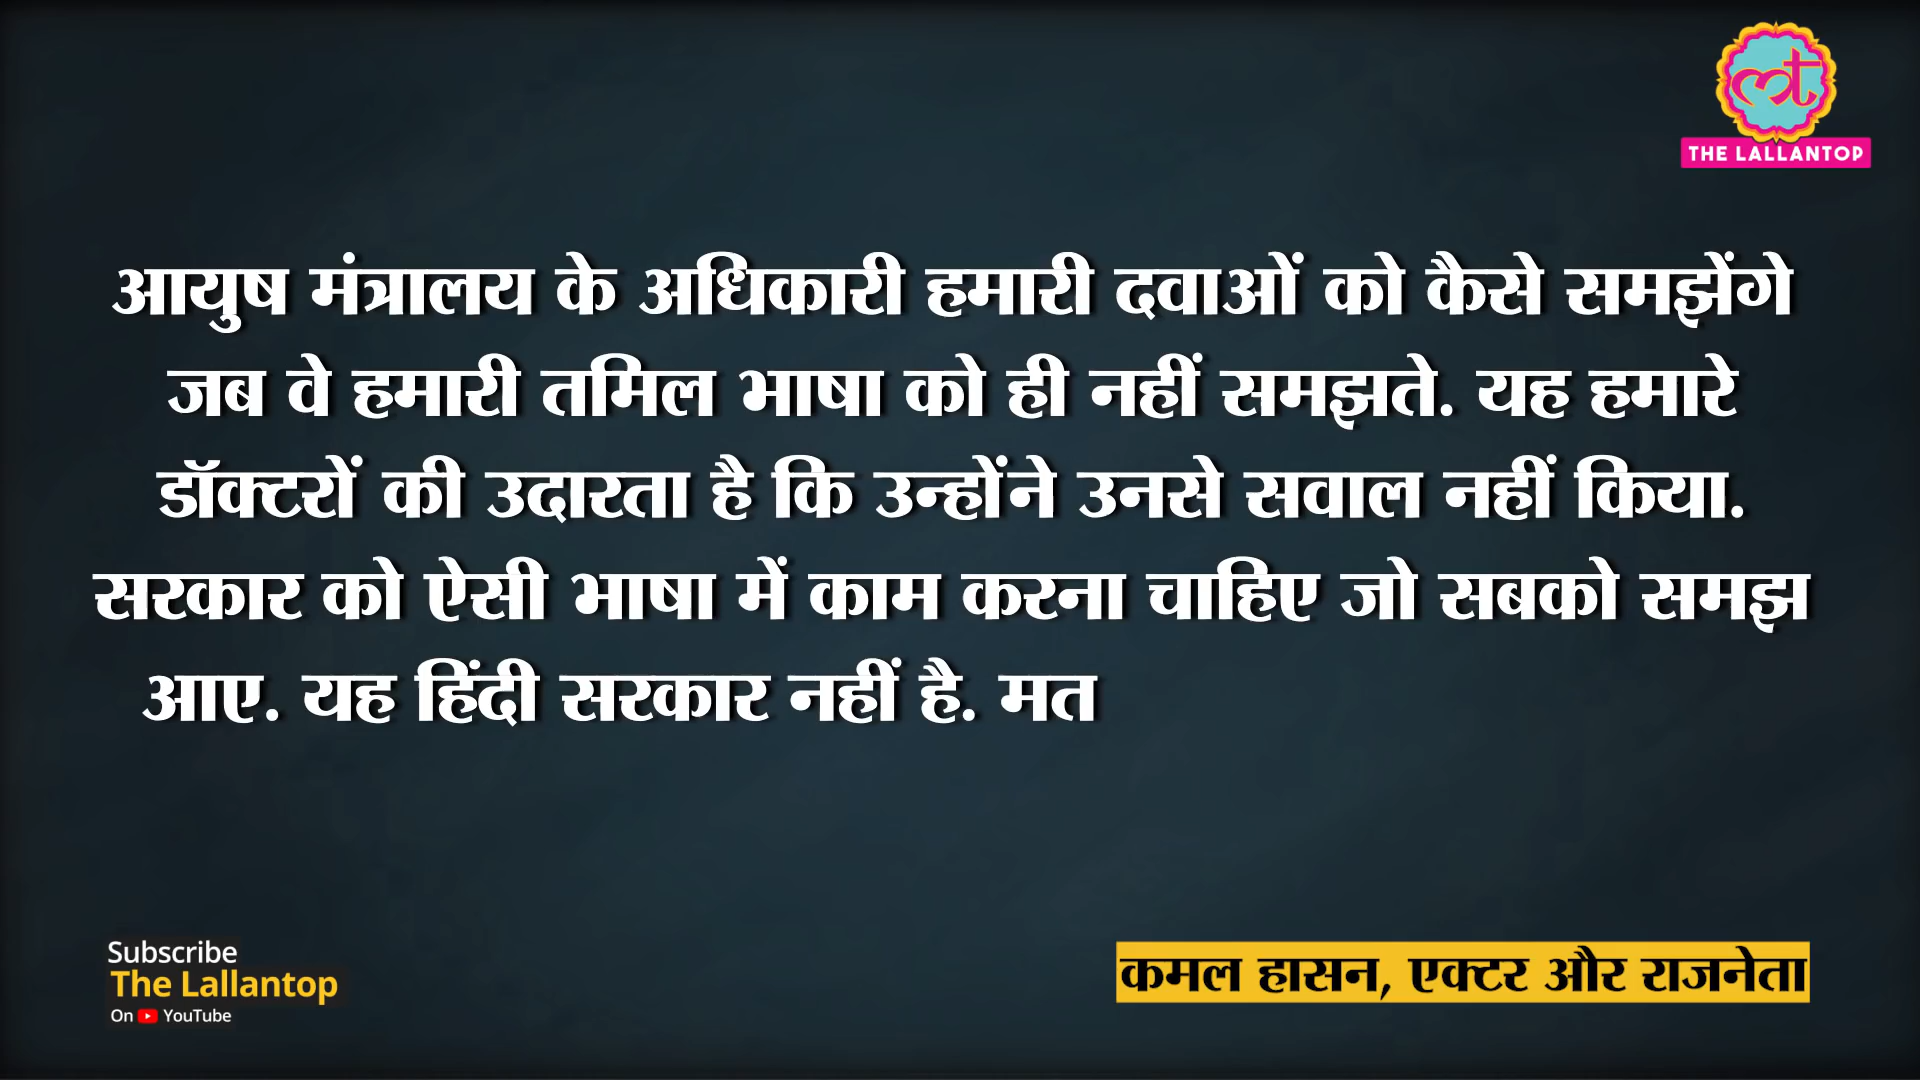 THE LALLANTOP
आयुष मंत्रालय के अधिकारी हमारी दवाओं को कैसे समझेंगे
जब वे हमारी तमिल भाषा को ही नहीं समझते. यह हमारे
डॉक्टरों की उदारता है कि उन्होंने उनसे सवाल नहीं किया.
सरकार को ऐसी भाषा में काम करना चाहिए जो सबको समझ
आए. यह हिंदी सरकार नहीं है. मत
Subscribe
The Lallantop
On YouTube
कमल हासन, एक्टर और राजनेता